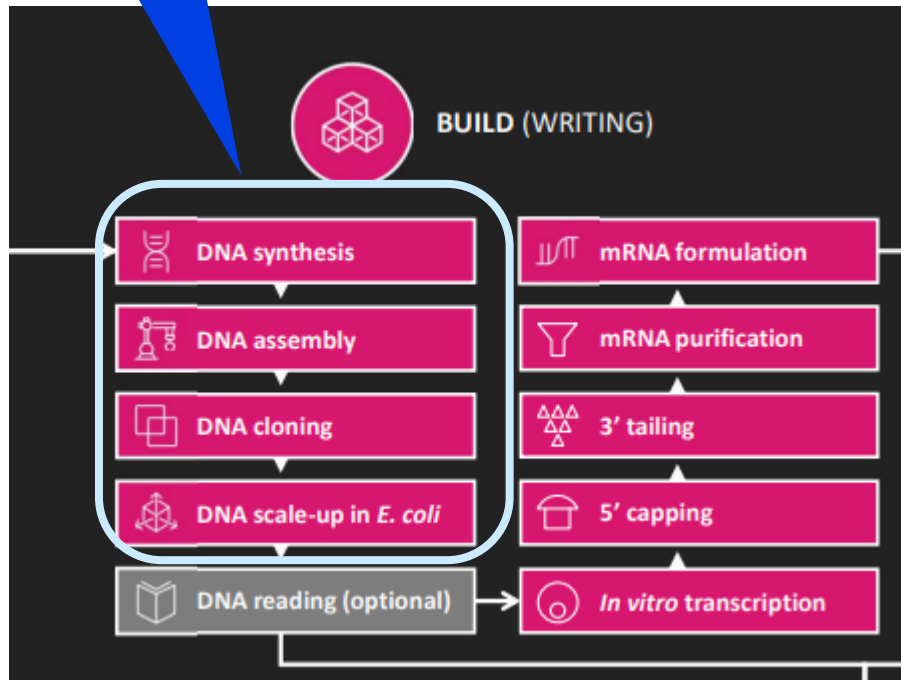 BUILD (WRITING)
DNA synthesis
DNA assembly
DNA cloning
DNA scale-up in E. coli
DNA reading (optional)
mRNA formulation
mRNA purification
3’ tailing
5’ capping
In vitro transcription